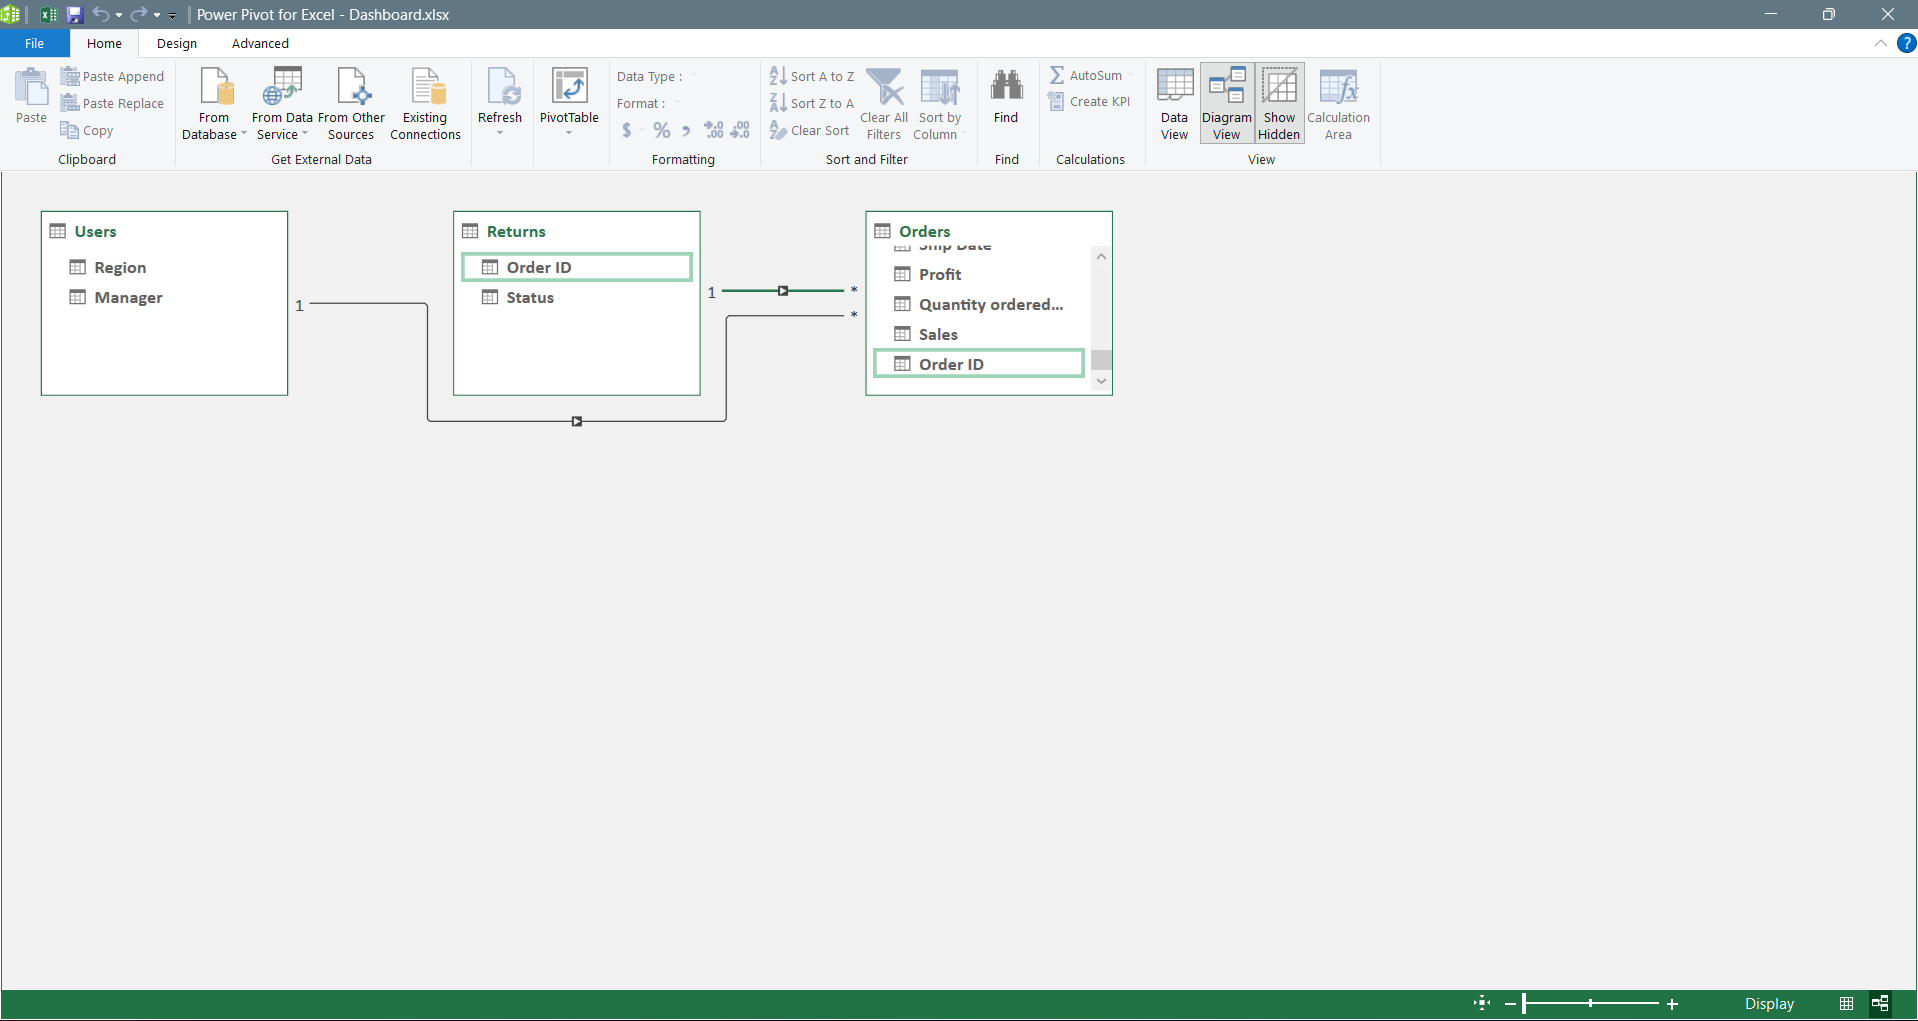 Power Pivot for Excel - Dashboard.xlsx
File Home Design Advanced
Paste
Paste Append
Paste Replace
Copy
Clipboard
From Database
From Data Service
From Other Sources
Existing Connections
Get External Data
Refresh
PivotTable
Data Type :
Format :
$ % , .00 .00
Formatting
Sort A to Z
Sort Z to A
Clear Sort
Clear All Filters
Sort by Column
Sort and Filter
Find
Find
AutoSum
Create KPI
Calculations
Data View
Diagram View
Show Hidden
Calculation Area
View
Users
Region
Manager
1
Returns
Order ID
Status
1
*
*
Orders
Ship Date
Profit
Quantity ordered...
Sales
Order ID
Display